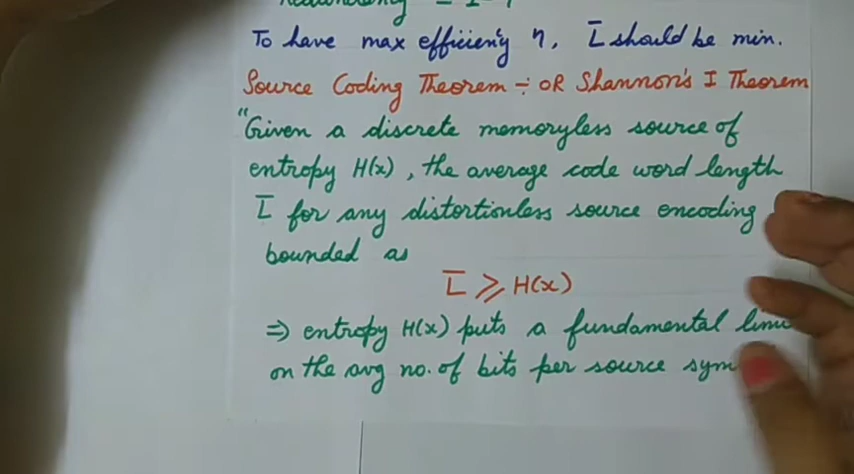 To have max efficiency η, L̅ should be min.
Source Coding Theorem :- OR Shannon's I Theorem
"Given a discrete memoryless source of
entropy H(x), the average code word length
L̅ for any distortionless source encoding
bounded as
L̅ ⩾ H(x)
⇒ entropy H(x) puts a fundamental
on the avg no. of bits per source